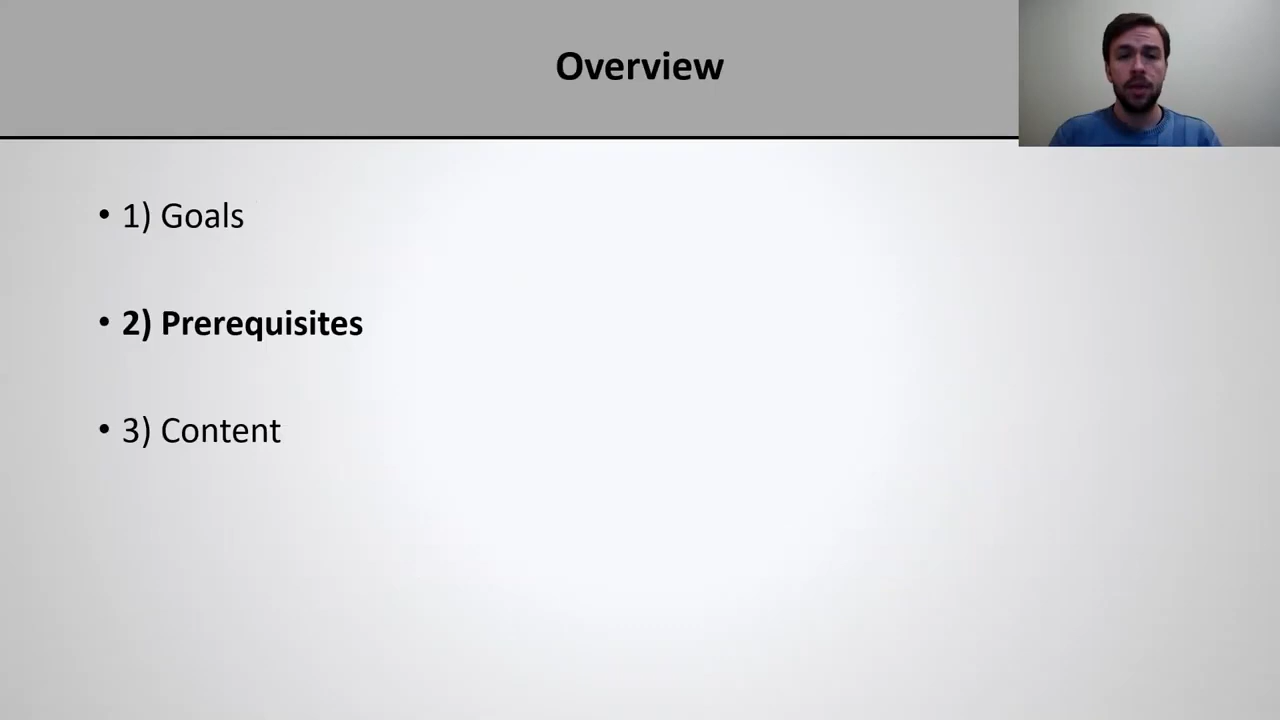 Overview
• 1) Goals
• 2) Prerequisites
• 3) Content